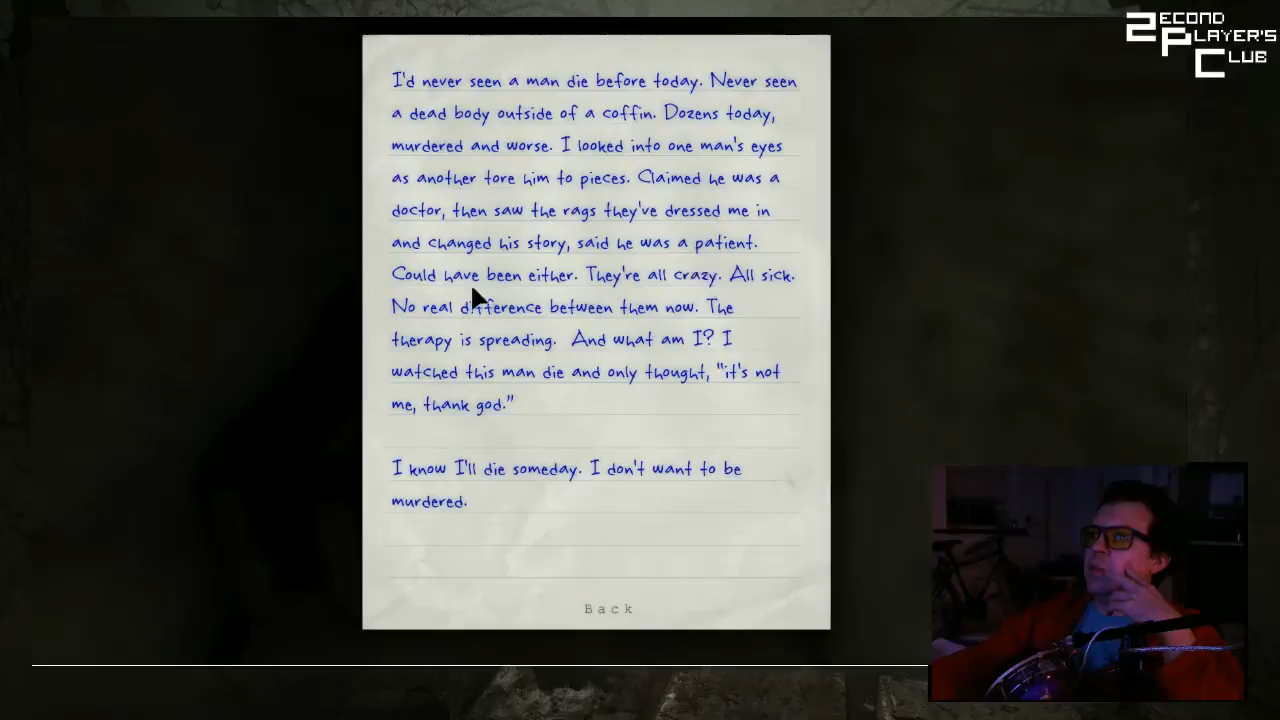 2ECOND
PLAYER'S
CLUB
I'd never seen a man die before today. Never seen
a dead body outside of a coffin. Dozens today,
murdered and worse. I looked into one man's eyes
as another tore him to pieces. Claimed he was a
doctor, then saw the rags they've dressed me in
and changed his story, said he was a patient.
Could have been either. They're all crazy. All sick.
No real difference between them now. The
therapy is spreading. And what am I? I
watched this man die and only thought, "it's not
me, thank god."
I know I'll die someday. I don't want to be
murdered.
Back